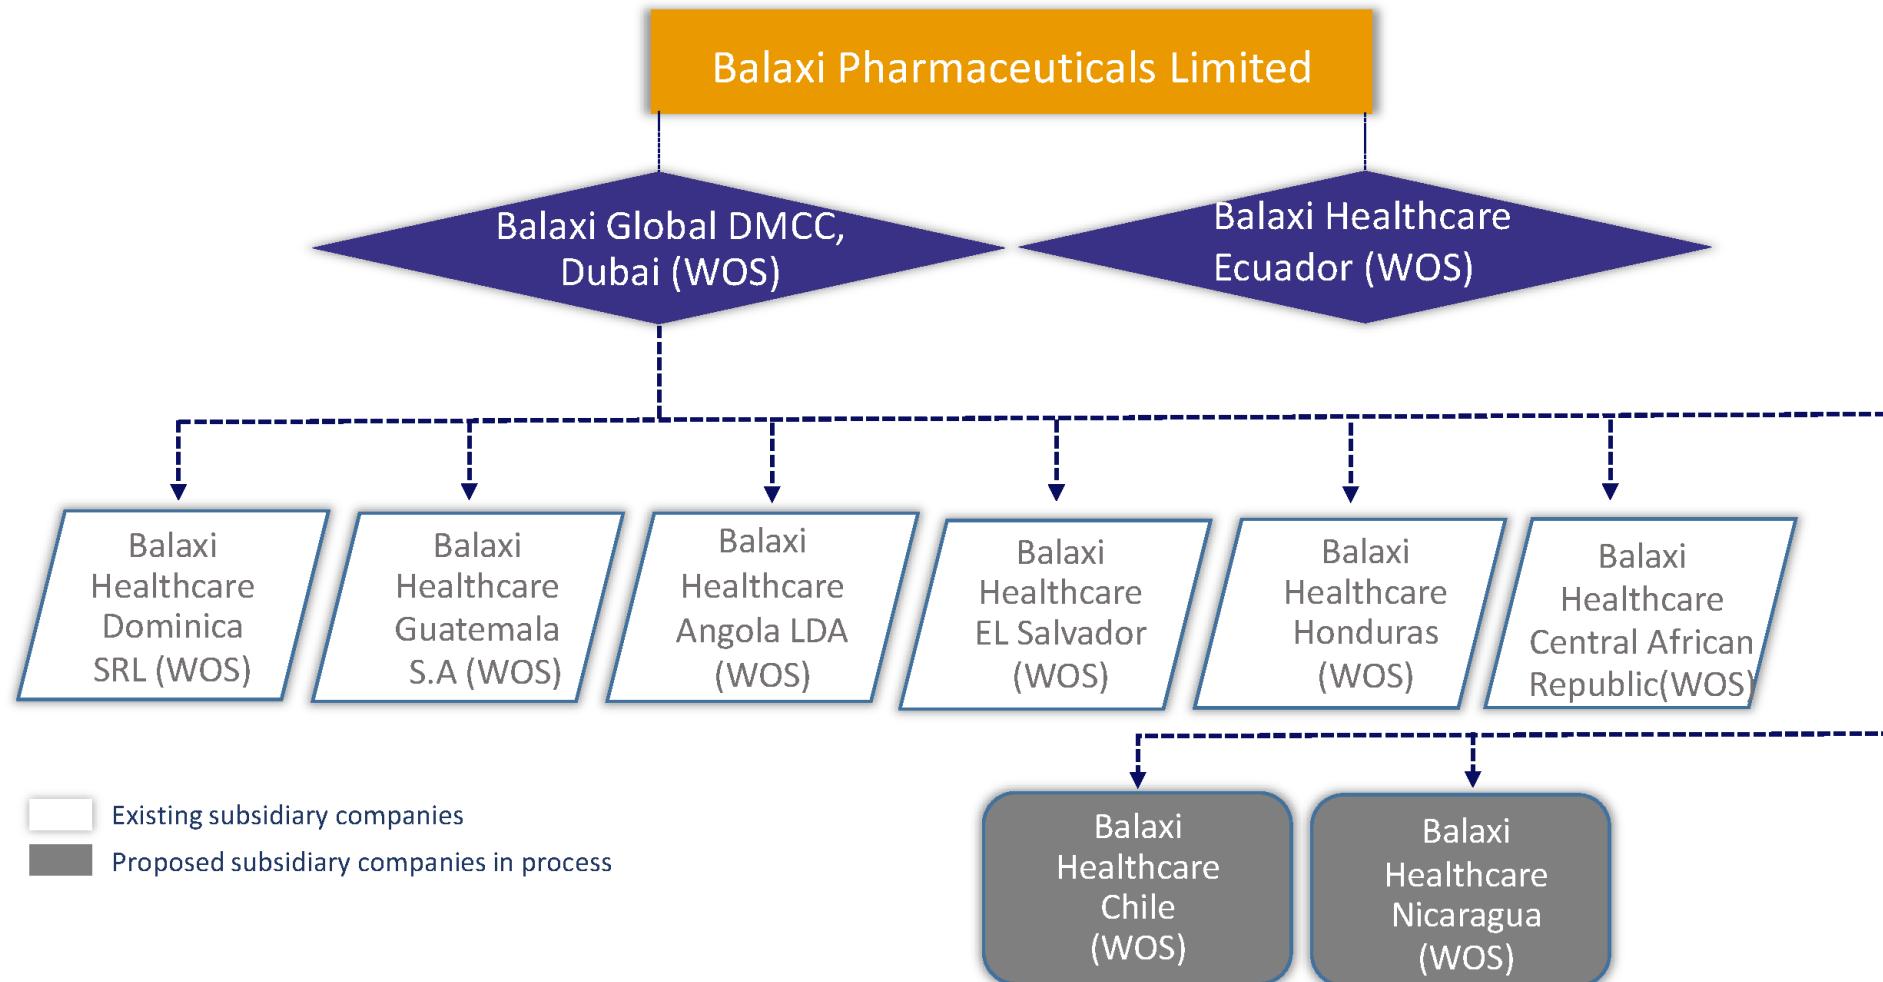 Balaxi Pharmaceuticals Limited
Balaxi Global DMCC,
Dubai (WOS)
Balaxi Healthcare
Ecuador (WOS)
Balaxi
Healthcare
Dominica
SRL (WOS)
Balaxi
Healthcare
Guatemala
S.A (WOS)
Balaxi
Healthcare
Angola LDA
(WOS)
Balaxi
Healthcare
EL Salvador
(WOS)
Balaxi
Healthcare
Honduras
(WOS)
Balaxi
Healthcare
Central African
Republic(WOS)
Existing subsidiary companies
Proposed subsidiary companies in process
Balaxi
Healthcare
Chile
(WOS)
Balaxi
Healthcare
Nicaragua
(WOS)